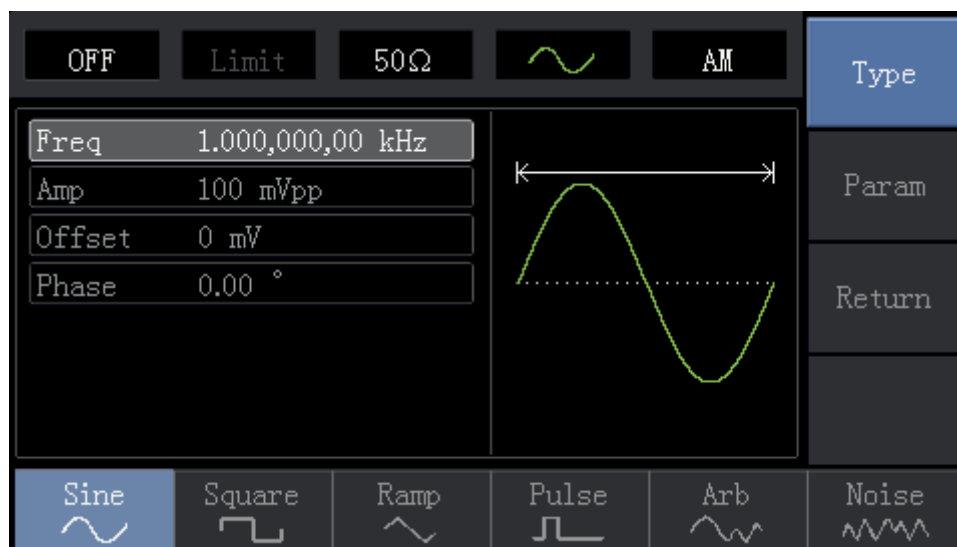 OFF Limit 50Ω AM
Type
Freq 1.000,000,00 kHz
Amp 100 mVpp
Param
Offset 0 mV
Phase 0.00 °
Return
Sine Square Ramp Pulse Arb Noise